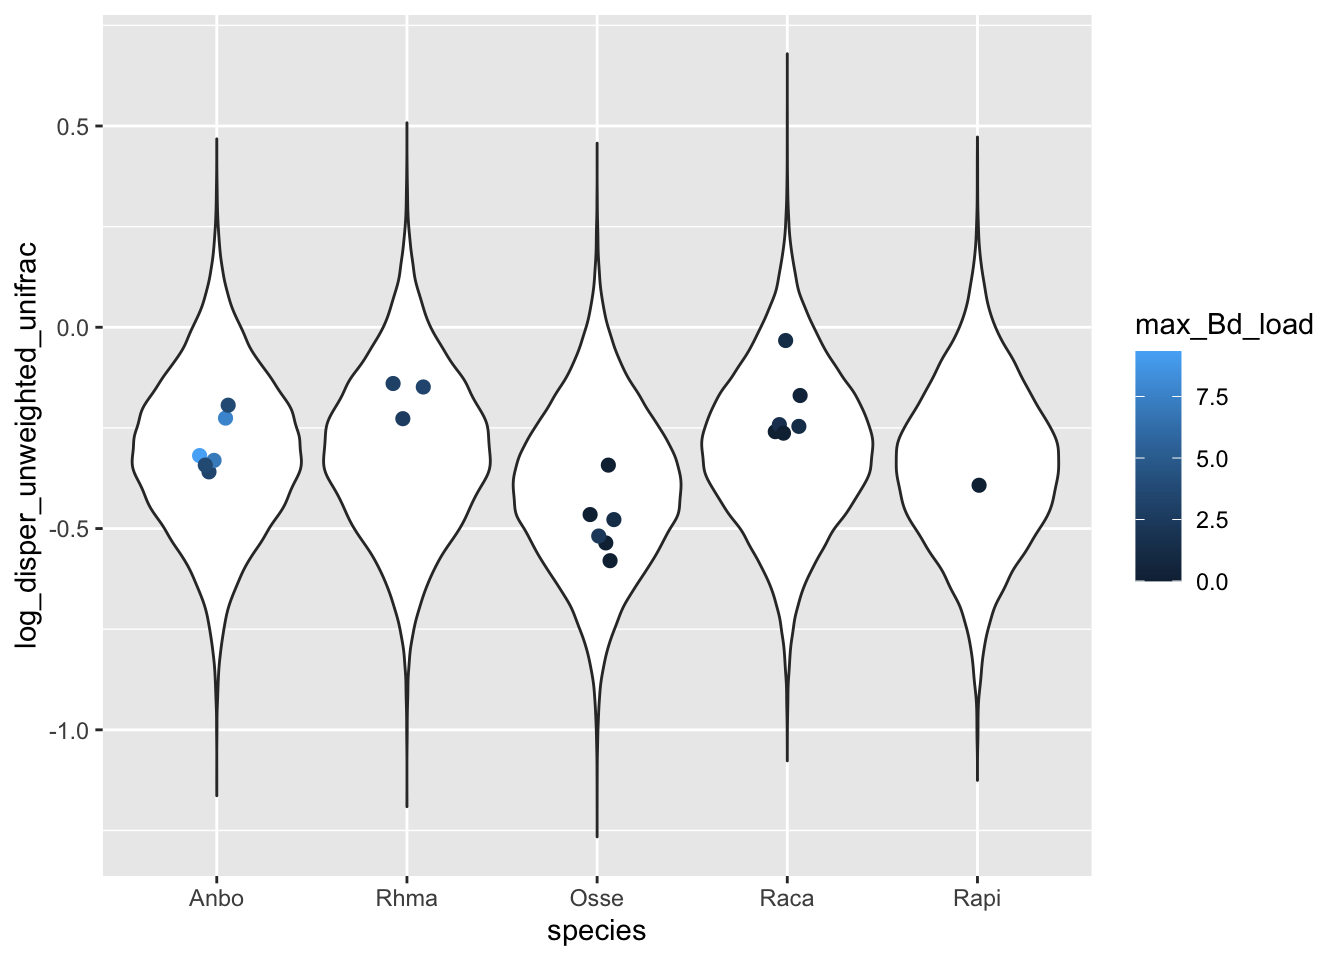 log_disper_unweighted_unifrac
0.5
0.0
-0.5
-1.0
Anbo
Rhma
Osse
Raca
Rapi
species
max_Bd_load
7.5
5.0
2.5
0.0